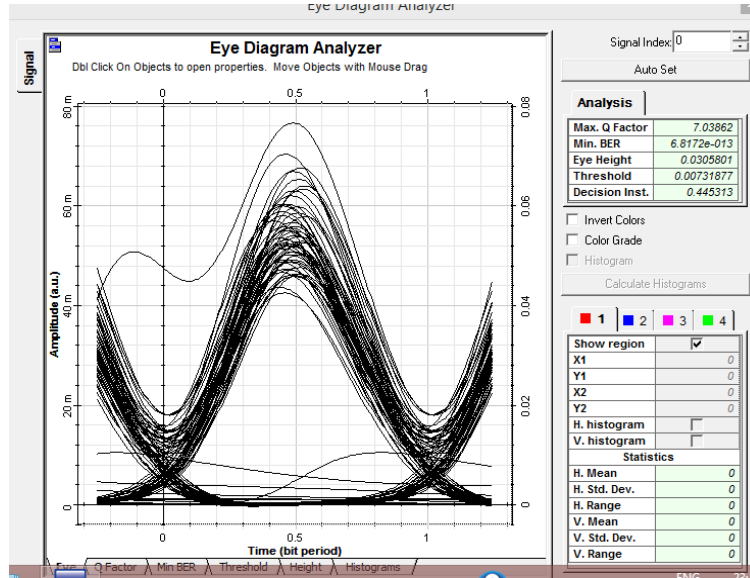 Eye Diagram Analyzer
Signal
Eye Diagram Analyzer
Dbl Click On Objects to open properties. Move Objects with Mouse Drag
0 0.5 1
80 m
60 m
40 m
20 m
0
0.08
0.06
0.04
0.02
0
Amplitude (a.u.)
0 0.5 1
Time (bit period)
Eye Q Factor Min BER Threshold Height Histograms
Signal Index: 0
Auto Set
Analysis
Max. Q Factor 7.03862
Min. BER 6.8172e-013
Eye Height 0.0305801
Threshold 0.00731877
Decision Inst. 0.445313
Invert Colors
Color Grade
Histogram
Calculate Histograms
1 2 3 4
Show region
X1 0
Y1 0
X2 0
Y2 0
H. histogram
V. histogram
Statistics
H. Mean 0
H. Std. Dev. 0
H. Range 0
V. Mean 0
V. Std. Dev. 0
V. Range 0
ENG